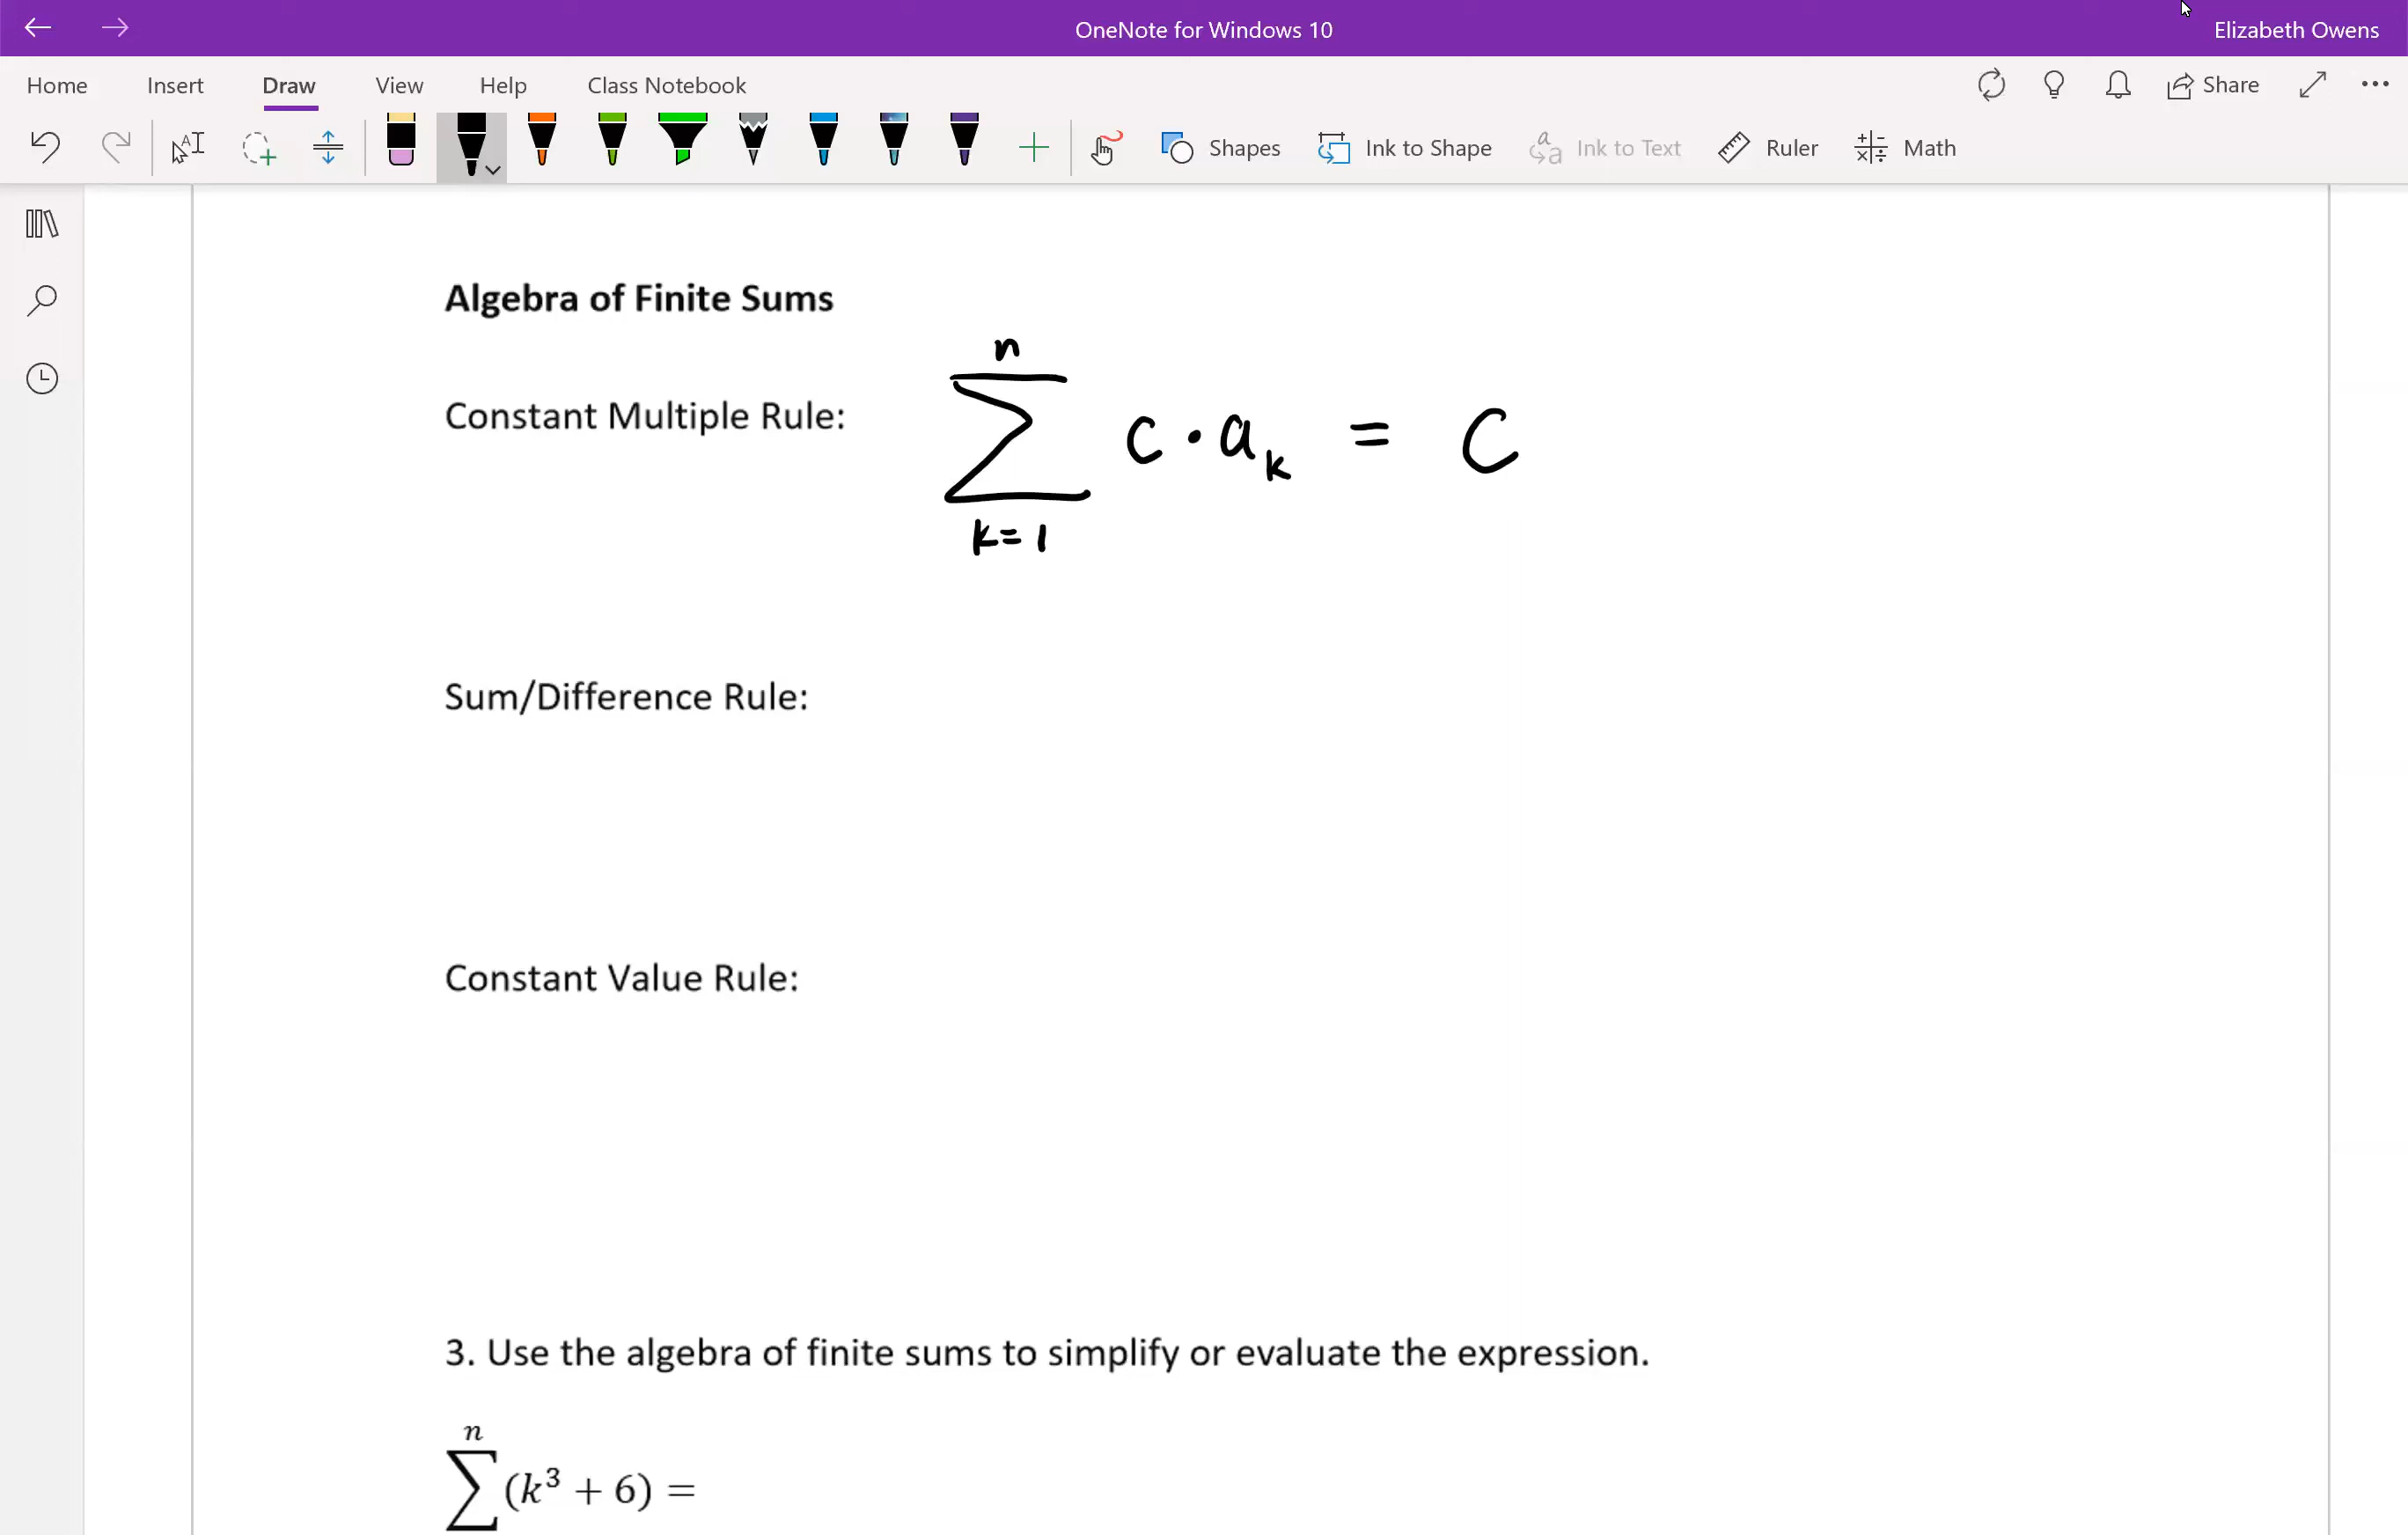 OneNote for Windows 10
Elizabeth Owens
Home Insert Draw View Help Class Notebook Share
Shapes Ink to Shape Ink to Text Ruler Math
Algebra of Finite Sums
n
Constant Multiple Rule: ∑ c · a_k = C
k = 1
Sum/Difference Rule:
Constant Value Rule:
3. Use the algebra of finite sums to simplify or evaluate the expression.
n
∑(k³ + 6) =